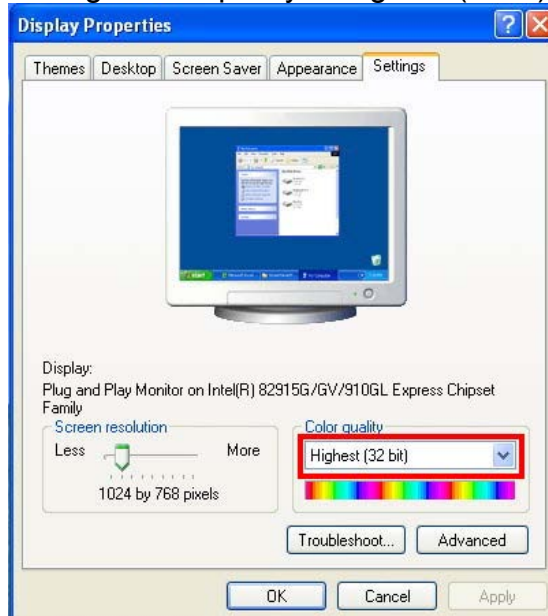 Display Properties
Themes Desktop Screen Saver Appearance Settings
Display:
Plug and Play Monitor on Intel(R) 82915G/GV/910GL Express Chipset
Family
Screen resolution
Less More
1024 by 768 pixels
Color quality
Highest (32 bit)
Troubleshoot... Advanced
OK Cancel Apply